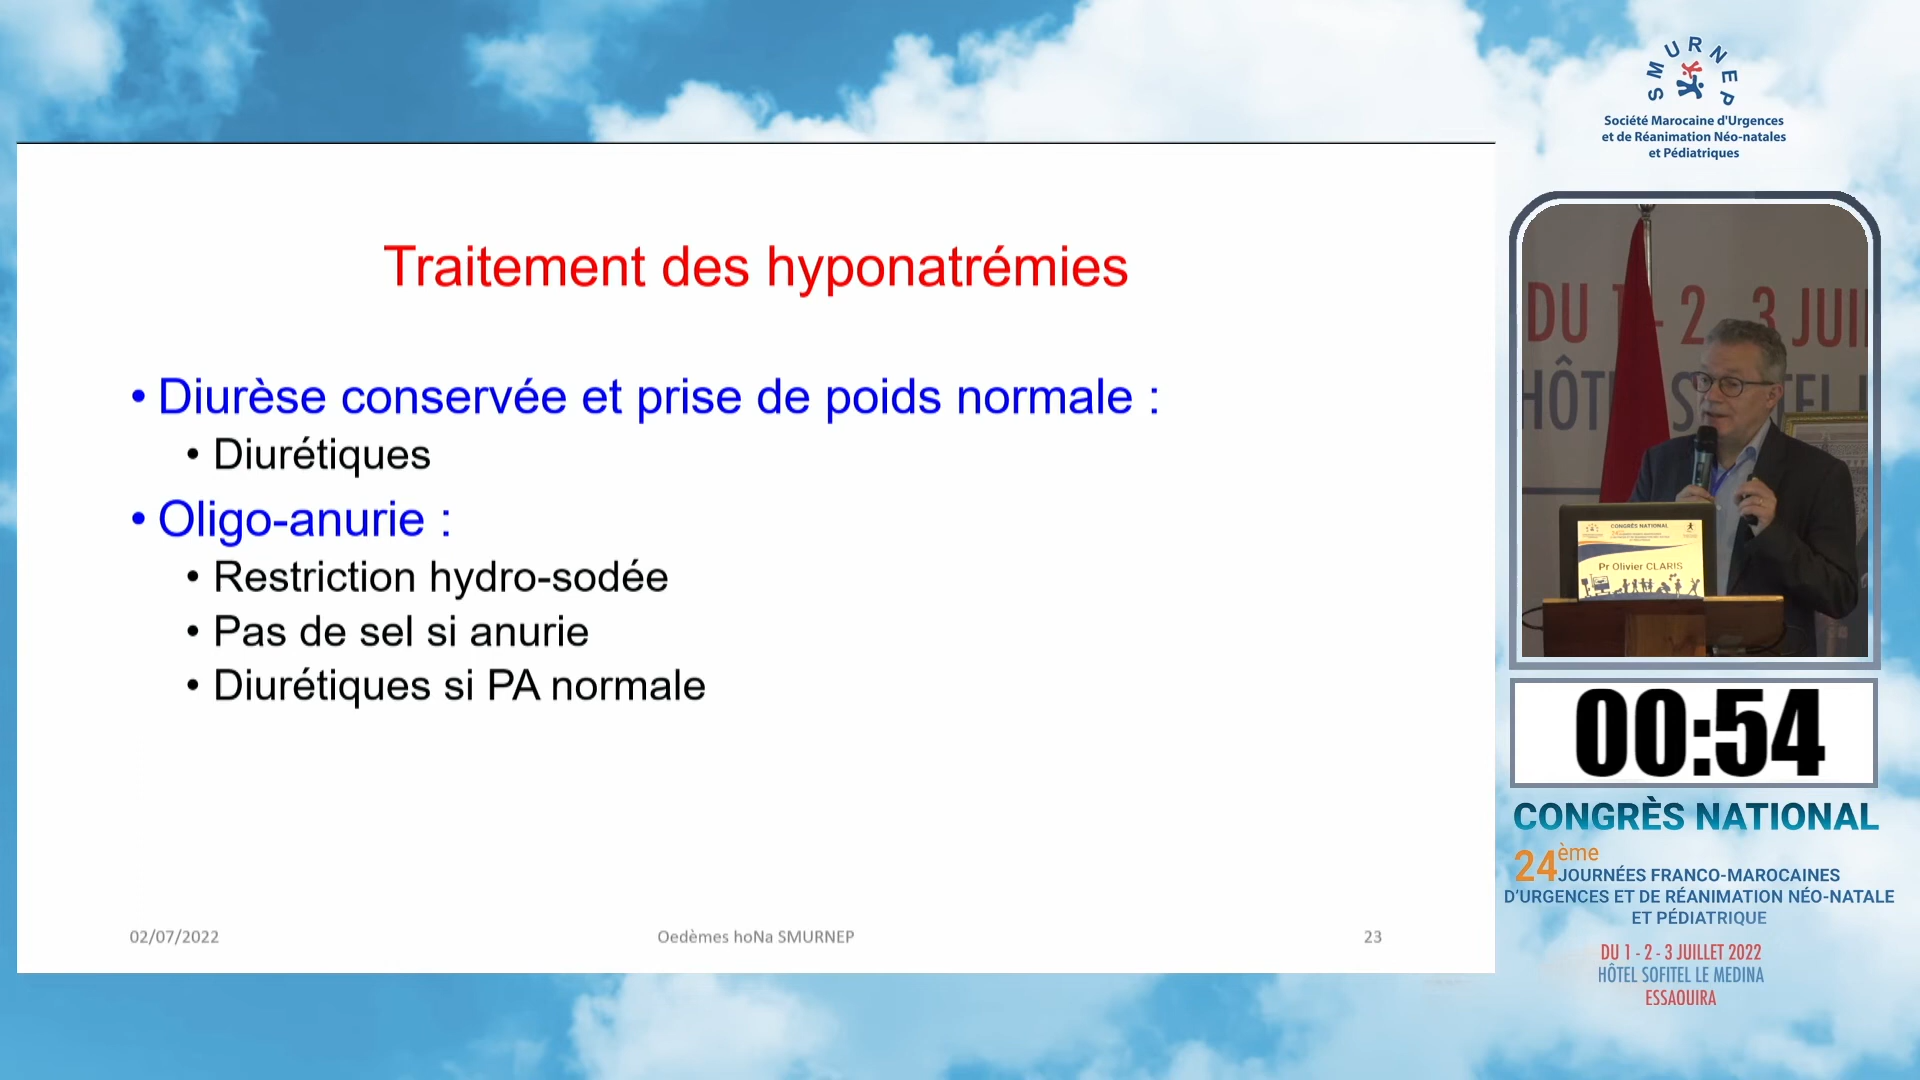 SMURNEP
Société Marocaine d'Urgences
et de Réanimation Néo-natales
et Pédiatriques
Traitement des hyponatrémies
• Diurèse conservée et prise de poids normale :
• Diurétiques
• Oligo-anurie :
• Restriction hydro-sodée
• Pas de sel si anurie
• Diurétiques si PA normale
02/07/2022
Oedèmes hoNa SMURNEP
23
DU 1 - 2 - 3 JUI
HÔTEL SOFITEL L
CONGRÈS NATIONAL
Pr Olivier CLARIS
00:54
CONGRÈS NATIONAL
24ème
JOURNÉES FRANCO-MAROCAINES
D'URGENCES ET DE RÉANIMATION NÉO-NATALE
ET PÉDIATRIQUE
DU 1 - 2 - 3 JUILLET 2022
HÔTEL SOFITEL LE MEDINA
ESSAOUIRA